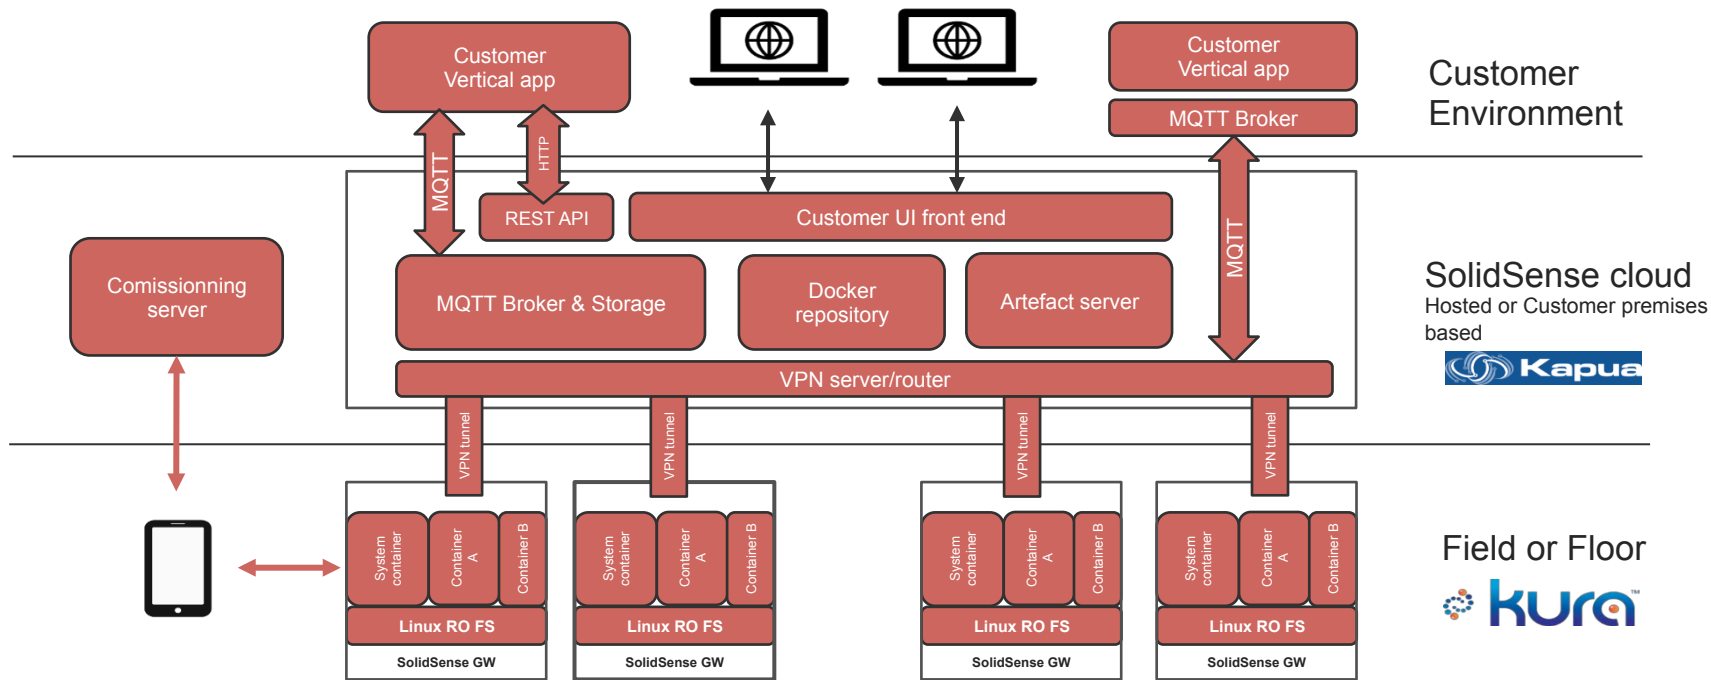 Customer
Vertical app
Customer
Vertical app
MQTT Broker
Customer
Environment
MQTT
HTTP
MQTT
REST API
Customer UI front end
Comissionning
server
MQTT Broker & Storage
Docker
repository
Artefact server
SolidSense cloud
Hosted or Customer premises
based
Kapua
VPN server/router
VPN tunnel
VPN tunnel
VPN tunnel
VPN tunnel
System
container
Container
A
Container B
System
container
Container
A
Container B
System
container
Container
A
Container B
System
container
Container
A
Container B
Field or Floor
kura™
Linux RO FS
Linux RO FS
Linux RO FS
Linux RO FS
SolidSense GW
SolidSense GW
SolidSense GW
SolidSense GW